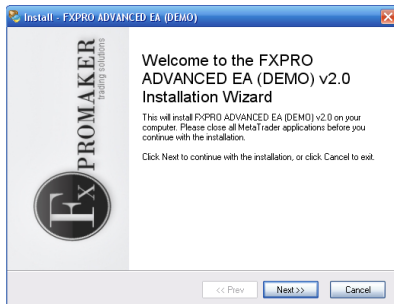 Install - FXPRO ADVANCED EA (DEMO)
FXPROMAKER
trading solutions
Fx
Welcome to the FXPRO
ADVANCED EA (DEMO) v2.0
Installation Wizard
This will install FXPRO ADVANCED EA (DEMO) v2.0 on your
computer. Please close all MetaTrader applications before you
continue with the installation.
Click Next to continue with the installation, or click Cancel to exit.
<< Prev
Next >>
Cancel